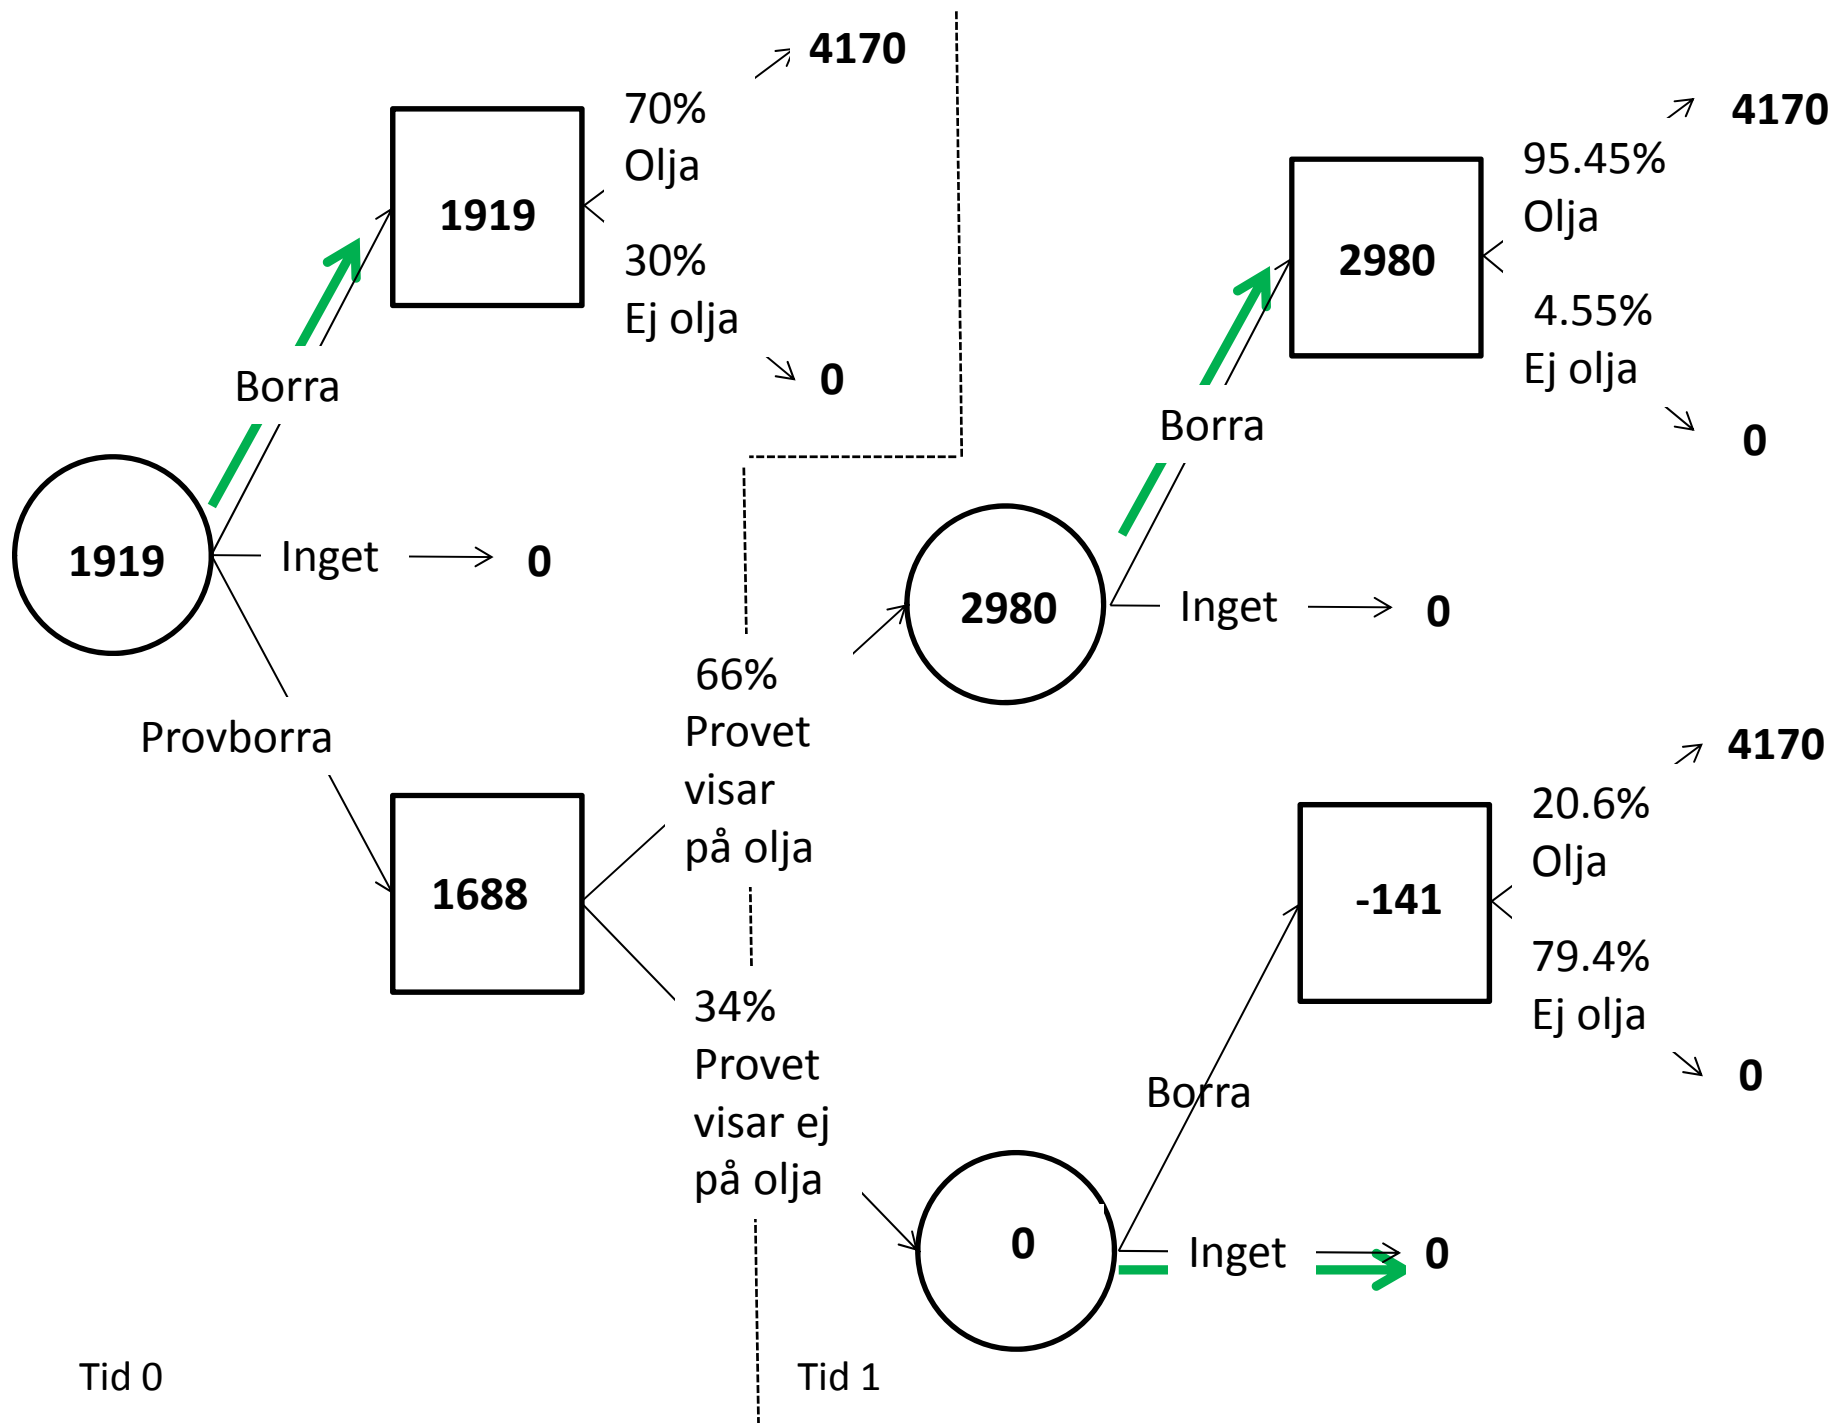 4170
70%
Olja
1919
30%
Ej olja
0
Borra
1919
Inget
0
Provborra
1688
66%
Provet
visar
på olja
34%
Provet
visar ej
på olja
4170
95.45%
Olja
2980
4.55%
Ej olja
0
Borra
2980
Inget
0
4170
20.6%
Olja
-141
79.4%
Ej olja
0
Borra
0
Inget
0
Tid 0
Tid 1